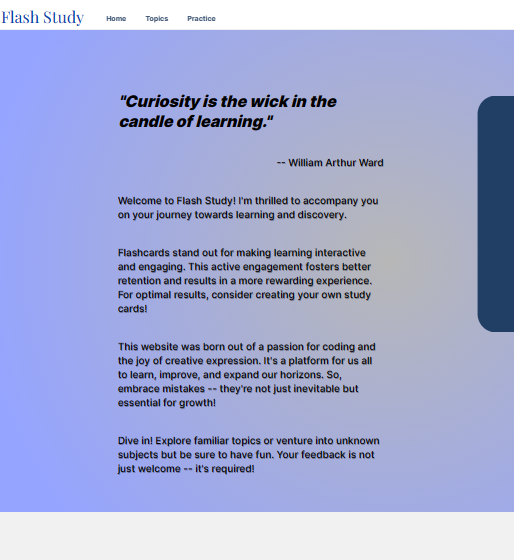 Flash Study Home Topics Practice
"Curiosity is the wick in the
candle of learning."
-- William Arthur Ward
Welcome to Flash Study! I'm thrilled to accompany you
on your journey towards learning and discovery.
Flashcards stand out for making learning interactive
and engaging. This active engagement fosters better
retention and results in a more rewarding experience.
For optimal results, consider creating your own study
cards!
This website was born out of a passion for coding and
the joy of creative expression. It's a platform for us all
to learn, improve, and expand our horizons. So,
embrace mistakes -- they're not just inevitable but
essential for growth!
Dive in! Explore familiar topics or venture into unknown
subjects but be sure to have fun. Your feedback is not
just welcome -- it's required!